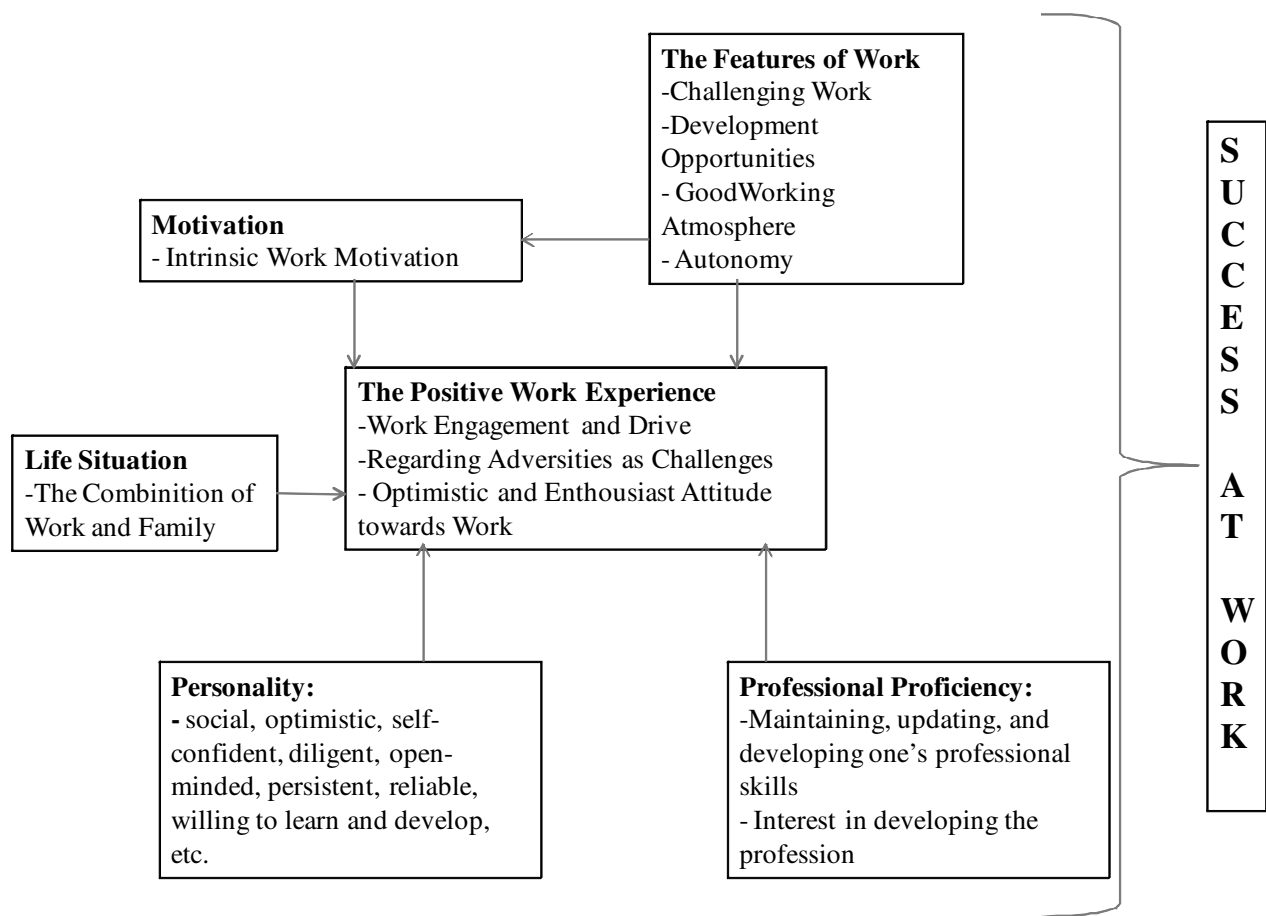 The Features of Work
-Challenging Work
-Development
Opportunities
- GoodWorking
Atmosphere
- Autonomy
Motivation
- Intrinsic Work Motivation
The Positive Work Experience
-Work Engagement and Drive
-Regarding Adversities as Challenges
- Optimistic and Enthousiast Attitude
towards Work
Life Situation
-The Combinition of
Work and Family
Personality:
- social, optimistic, self-
confident, diligent, open-
minded, persistent, reliable,
willing to learn and develop,
etc.
Professional Proficiency:
-Maintaining, updating, and
developing one’s professional
skills
- Interest in developing the
profession
S
U
C
C
E
S
S
A
T
W
O
R
K